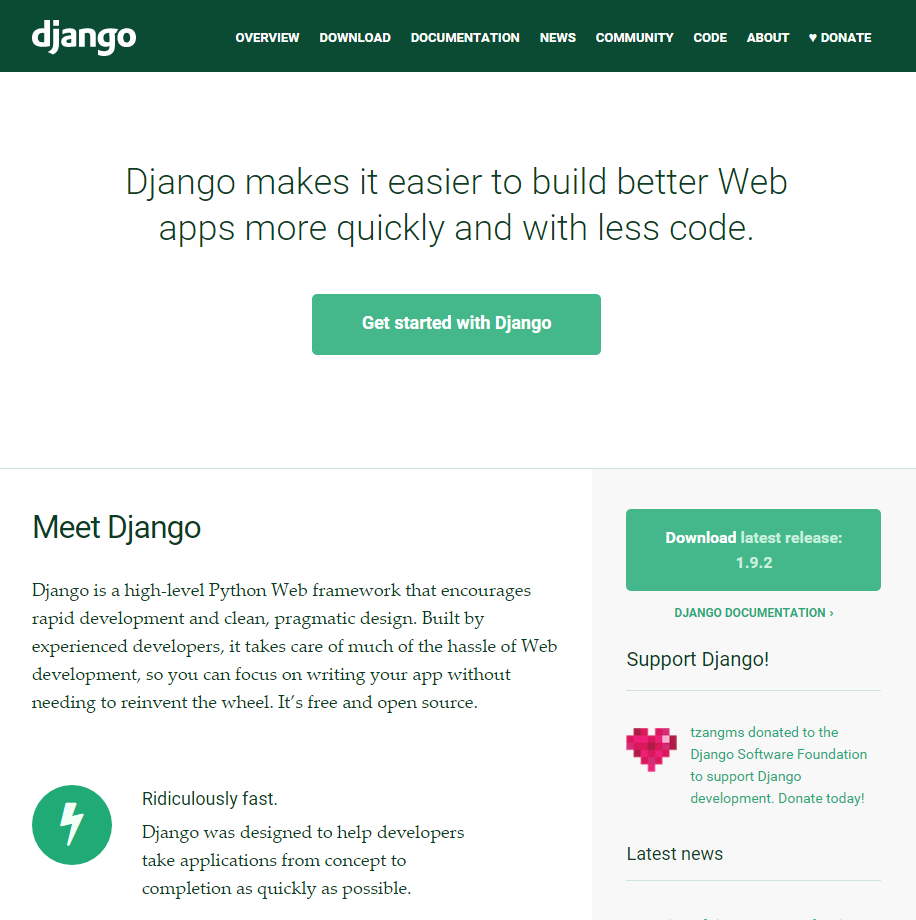 django
OVERVIEW DOWNLOAD DOCUMENTATION NEWS COMMUNITY CODE ABOUT ♥ DONATE
Django makes it easier to build better Web
apps more quickly and with less code.
Get started with Django
Meet Django
Django is a high-level Python Web framework that encourages
rapid development and clean, pragmatic design. Built by
experienced developers, it takes care of much of the hassle of Web
development, so you can focus on writing your app without
needing to reinvent the wheel. It’s free and open source.
Ridiculously fast.
Django was designed to help developers
take applications from concept to
completion as quickly as possible.
Download latest release:
1.9.2
DJANGO DOCUMENTATION ›
Support Django!
tzangms donated to the
Django Software Foundation
to support Django
development. Donate today!
Latest news